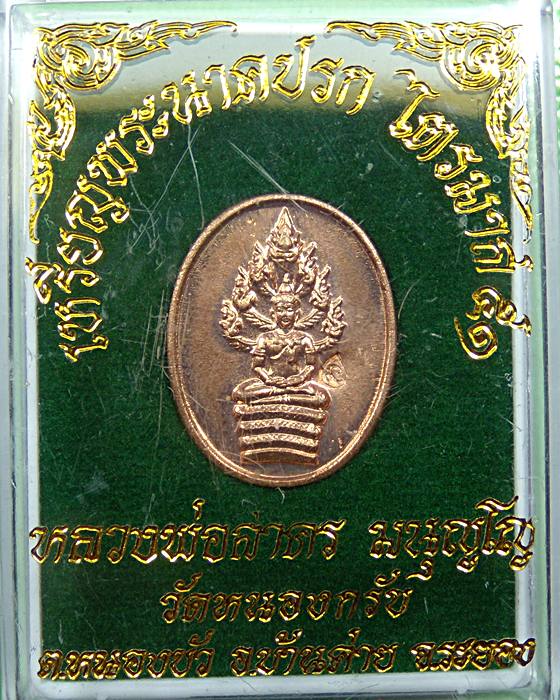 เหรียญพระนาคปรก ไตรมาส ๕๑
หลวงพ่อสาคร มนุญฺโญ
วัดหนองกรับ
ต.หนองบัว อ.บ้านค่าย จ.ระยอง